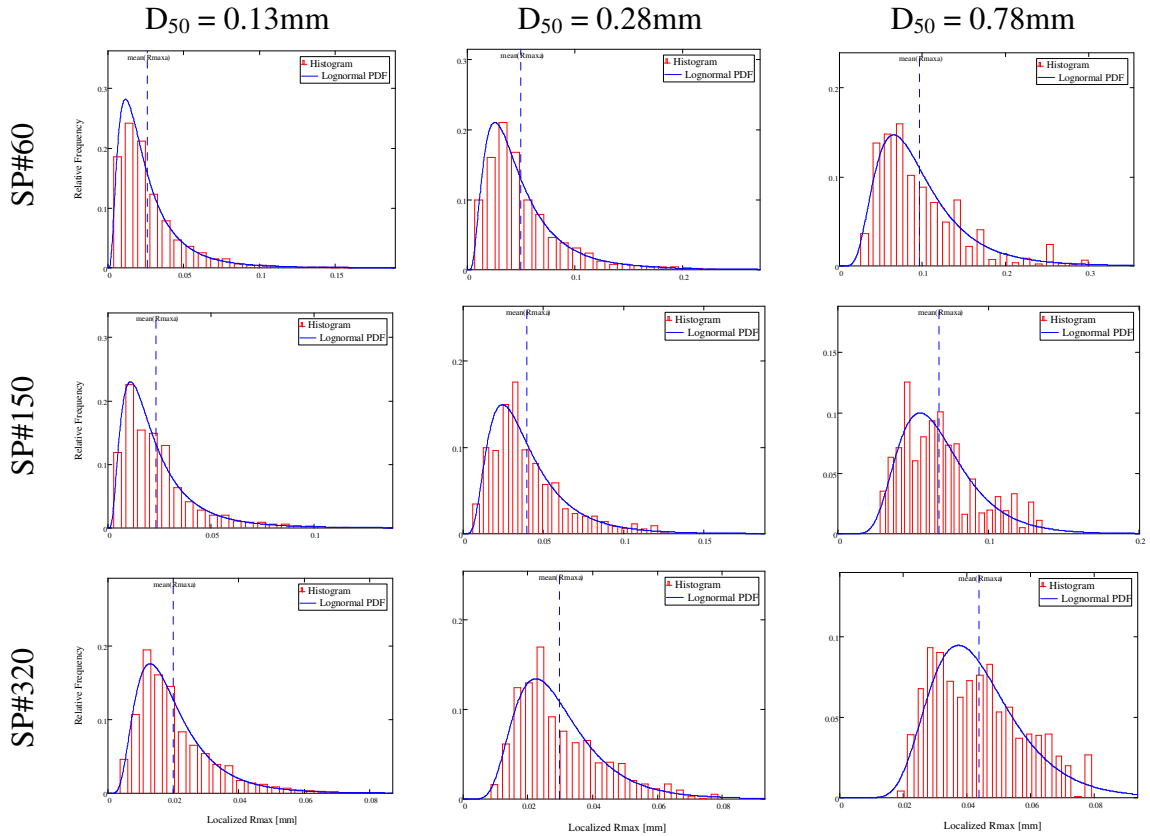 D50 = 0.13mm D50 = 0.28mm D50 = 0.78mm
SP#60
mean(Rmaxa)
Histogram
Lognormal PDF
Relative Frequency
0.3
0.2
0.1
0
0 0.05 0.1 0.15
mean(Rmaxa)
Histogram
Lognormal PDF
0.3
0.2
0.1
0
0 0.1 0.2
mean(Rmaxa)
Histogram
Lognormal PDF
0.2
0.1
0
0 0.1 0.2 0.3
SP#150
mean(Rmaxa)
Histogram
Lognormal PDF
Relative Frequency
0.3
0.2
0.1
0
0 0.05 0.1
mean(Rmaxa)
Histogram
Lognormal PDF
0.2
0.1
0
0 0.05 0.1 0.15
mean(Rmaxa)
Histogram
Lognormal PDF
0.15
0.1
0.05
0
0 0.1 0.2
SP#320
mean(Rmaxa)
Histogram
Lognormal PDF
Relative Frequency
0.2
0.1
0
0 0.02 0.04 0.06 0.08
Localized Rmax [mm]
mean(Rmaxa)
Histogram
Lognormal PDF
0.2
0.1
0
0 0.02 0.04 0.06 0.08
Localized Rmax [mm]
mean(Rmaxa)
Histogram
Lognormal PDF
0.1
0.05
0
0 0.02 0.04 0.06 0.08
Localized Rmax [mm]